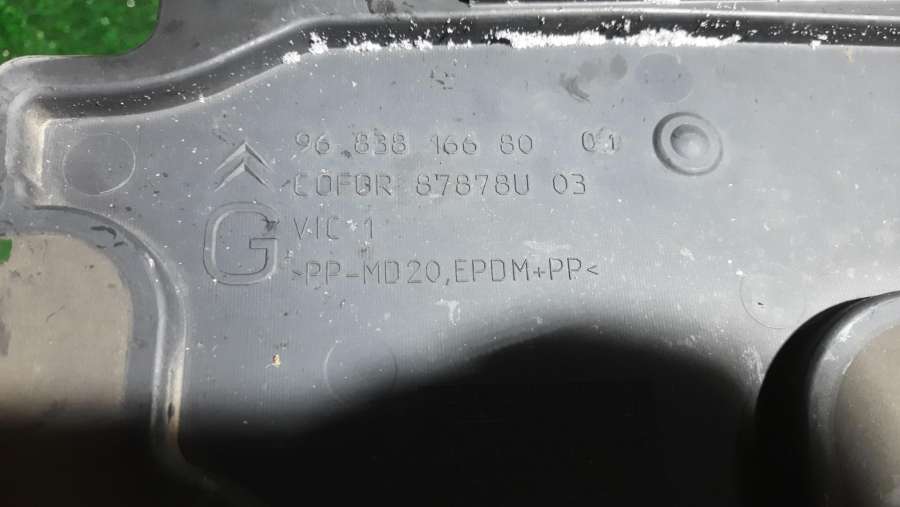 96 838 166 80 01
COFOR 87878U 03
G VIC 1
>PP-MD20,EPDM+PP<